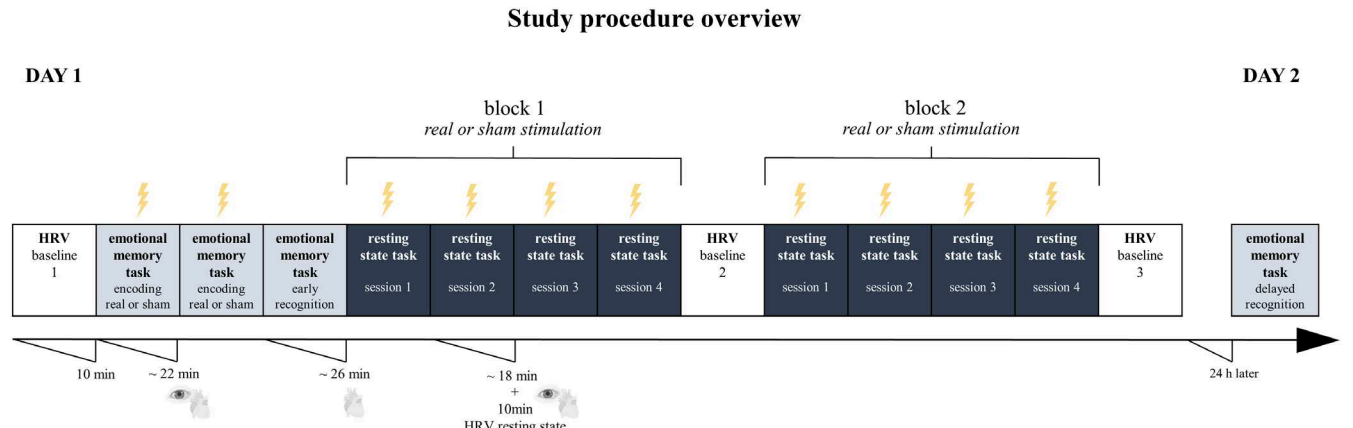 Study procedure overview
DAY 1
DAY 2
block 1
real or sham stimulation
block 2
real or sham stimulation
HRV
baseline
1
emotional
memory
task
encoding
real or sham
emotional
memory
task
encoding
real or sham
emotional
memory
task
early
recognition
resting
state task
session 1
resting
state task
session 2
resting
state task
session 3
resting
state task
session 4
HRV
baseline
2
resting
state task
session 1
resting
state task
session 2
resting
state task
session 3
resting
state task
session 4
HRV
baseline
3
emotional
memory
task
delayed
recognition
10 min
~ 22 min
~ 26 min
~ 18 min
+
10min
HRV resting state
24 h later